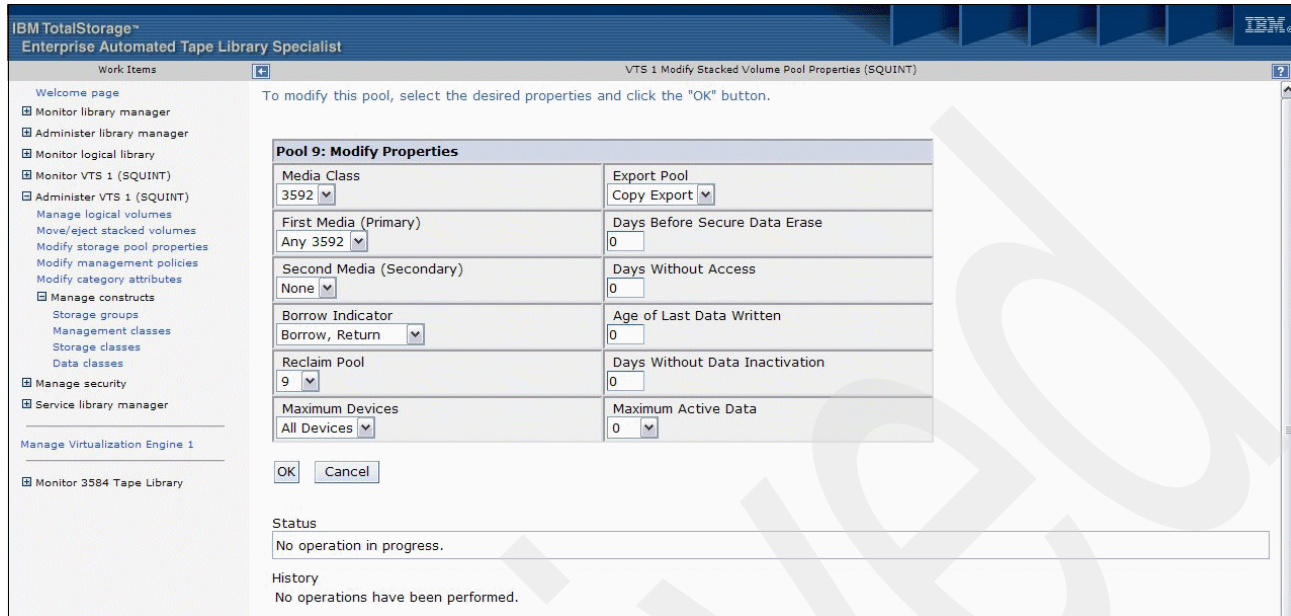 IBM TotalStorage™
Enterprise Automated Tape Library Specialist
IBM®
Work Items
VTS 1 Modify Stacked Volume Pool Properties (SQUINT)
?
Welcome page
Monitor library manager
Administer library manager
Monitor logical library
Monitor VTS 1 (SQUINT)
Administer VTS 1 (SQUINT)
Manage logical volumes
Move/eject stacked volumes
Modify storage pool properties
Modify management policies
Modify category attributes
Manage constructs
Storage groups
Management classes
Storage classes
Data classes
Manage security
Service library manager
Manage Virtualization Engine 1
Monitor 3584 Tape Library
To modify this pool, select the desired properties and click the "OK" button.
Pool 9: Modify Properties
Media Class
3592
Export Pool
Copy Export
First Media (Primary)
Any 3592
Days Before Secure Data Erase
0
Second Media (Secondary)
None
Days Without Access
0
Borrow Indicator
Borrow, Return
Age of Last Data Written
0
Reclaim Pool
9
Days Without Data Inactivation
0
Maximum Devices
All Devices
Maximum Active Data
0
OK
Cancel
Status
No operation in progress.
History
No operations have been performed.